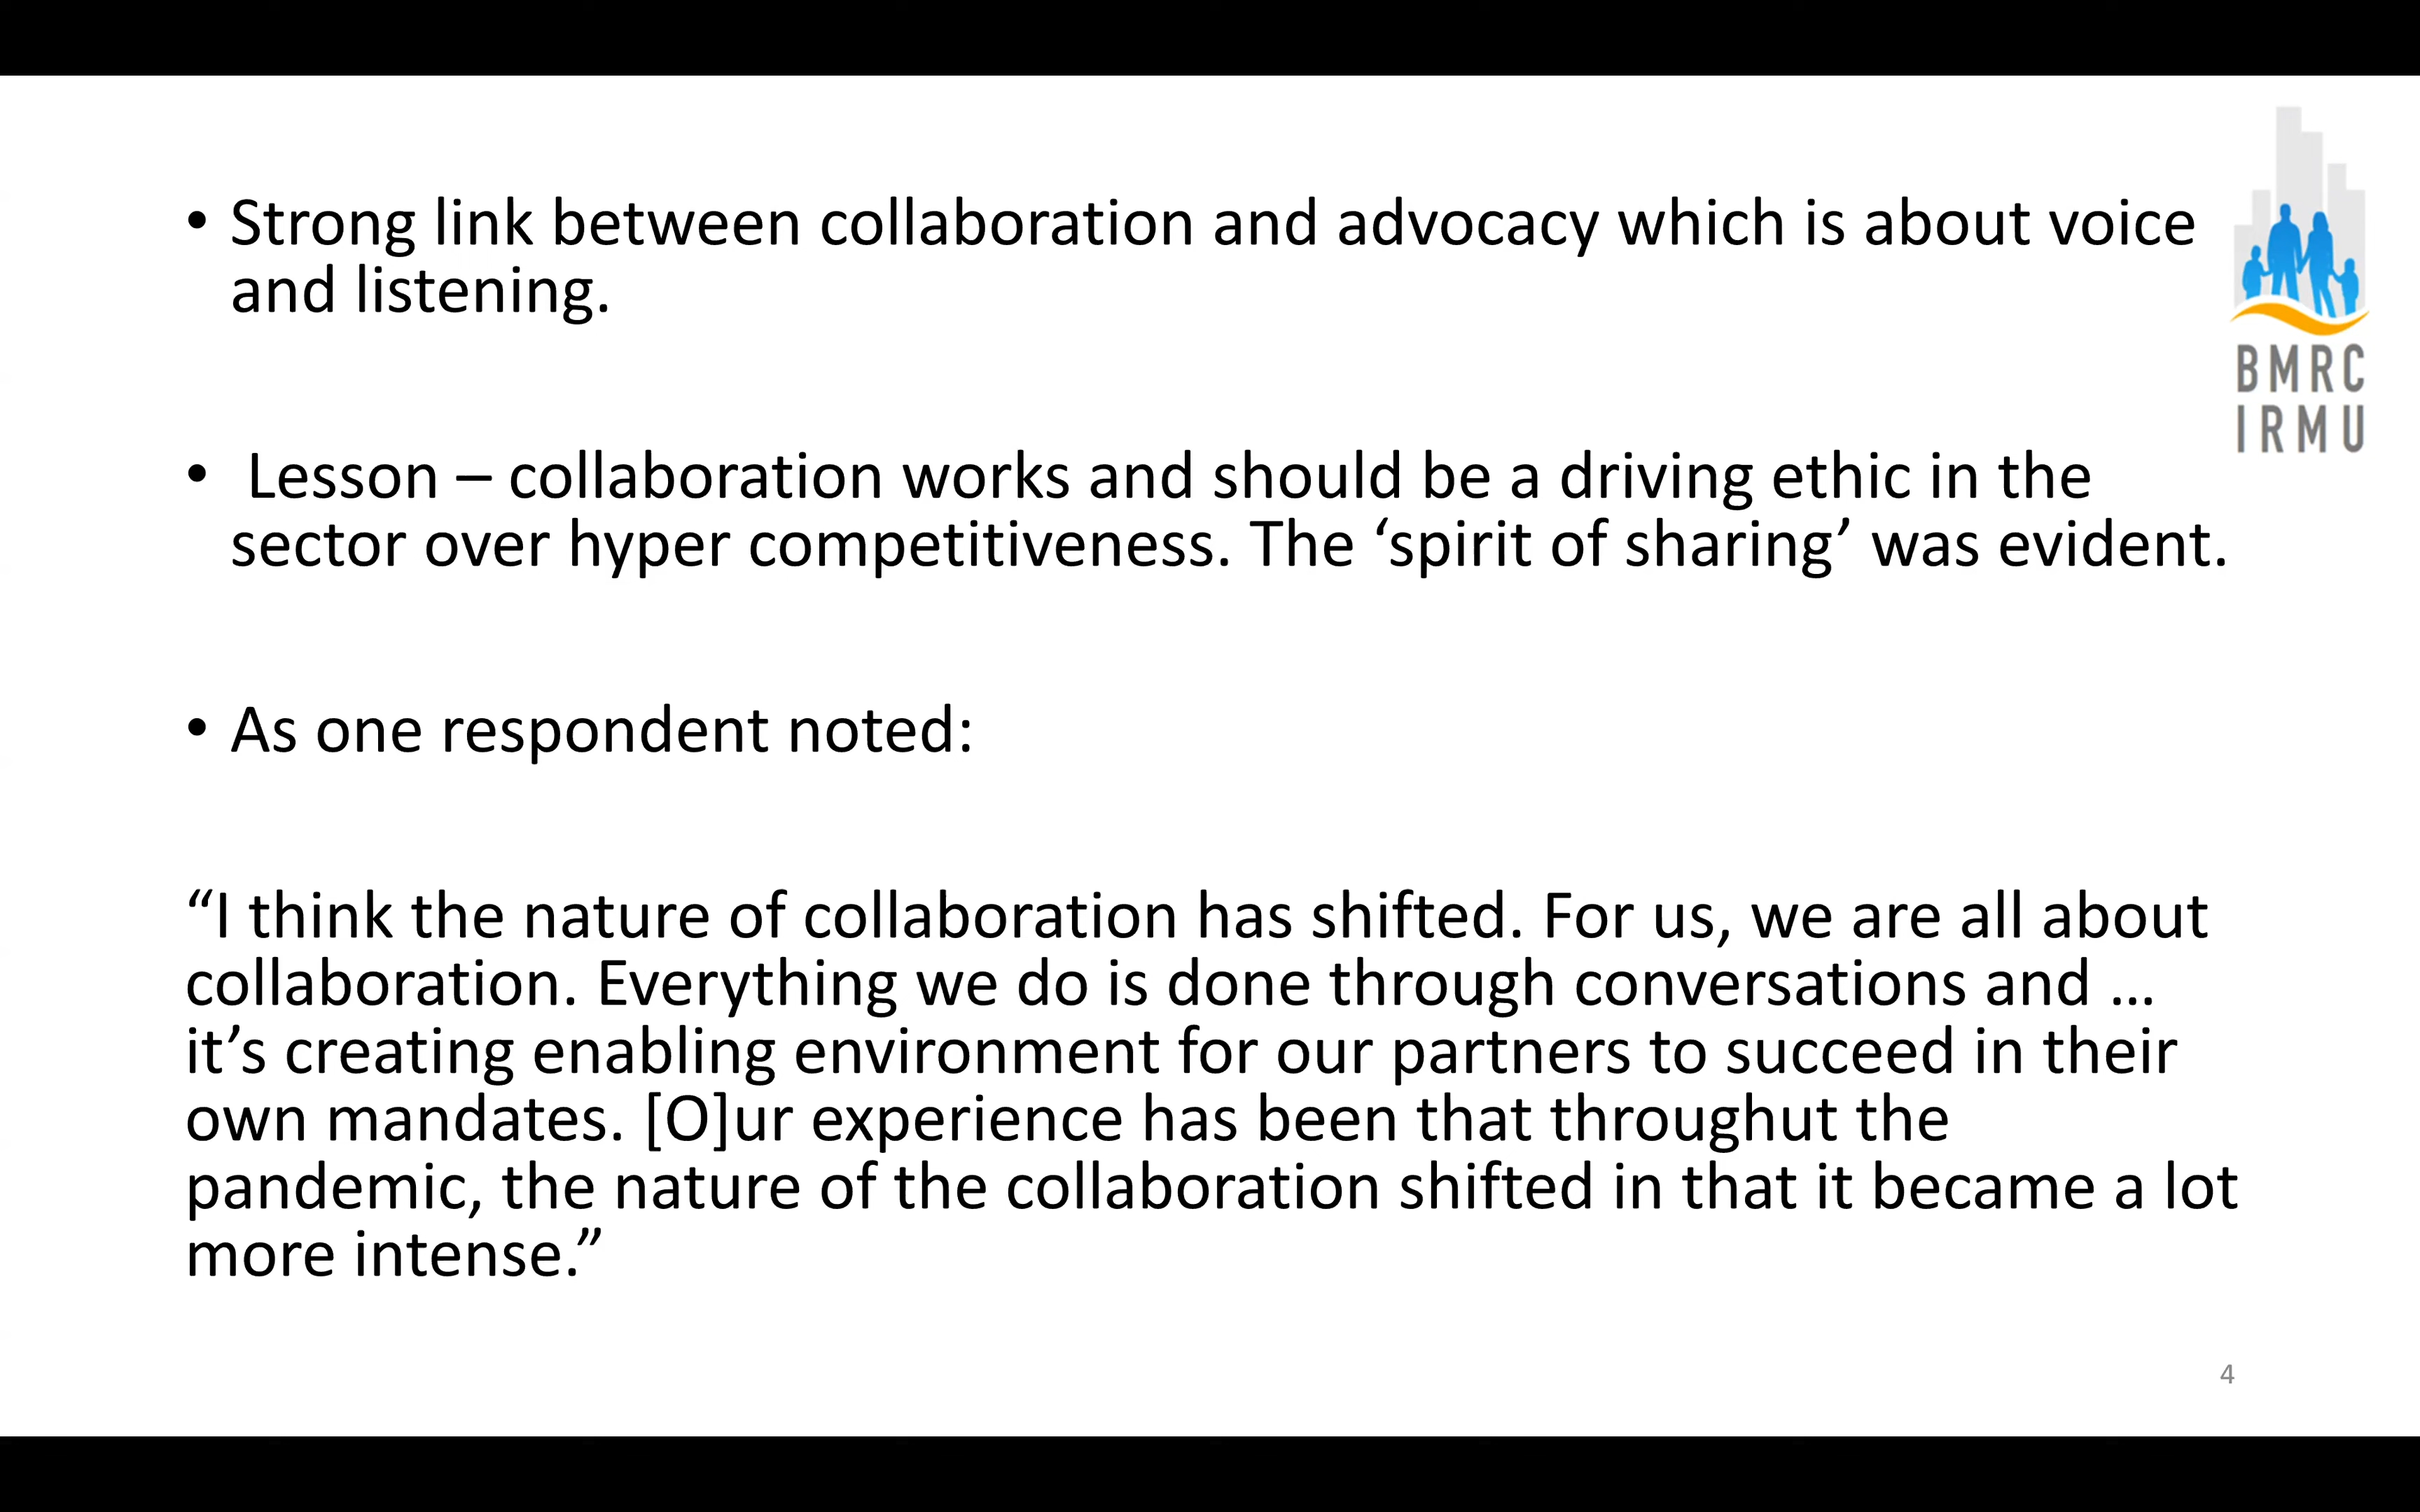 • Strong link between collaboration and advocacy which is about voice
and listening.
BMRC
IRMU
• Lesson – collaboration works and should be a driving ethic in the
sector over hyper competitiveness. The ‘spirit of sharing’ was evident.
• As one respondent noted:
“I think the nature of collaboration has shifted. For us, we are all about
collaboration. Everything we do is done through conversations and …
it’s creating enabling environment for our partners to succeed in their
own mandates. [O]ur experience has been that throughut the
pandemic, the nature of the collaboration shifted in that it became a lot
more intense.”
4